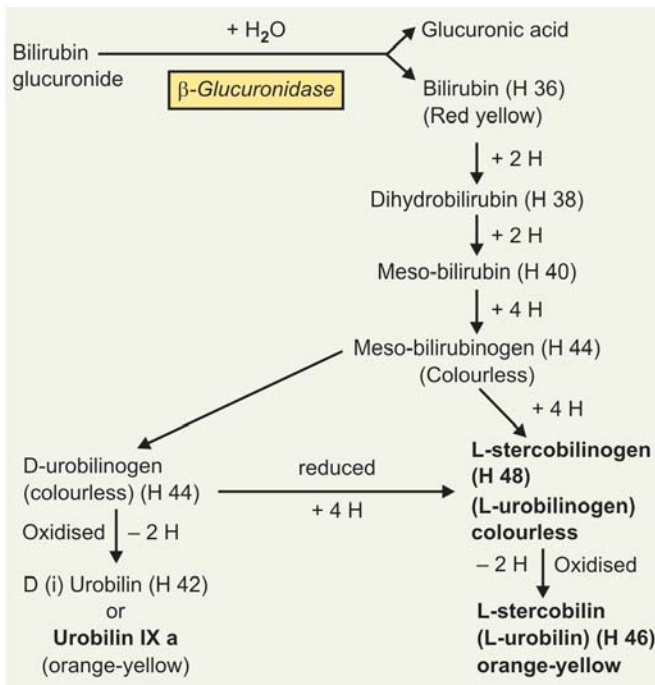 + H₂O
Glucuronic acid
Bilirubin
glucuronide
β-Glucuronidase
Bilirubin (H 36)
(Red yellow)
+ 2 H
Dihydrobilirubin (H 38)
+ 2 H
Meso-bilirubin (H 40)
+ 4 H
Meso-bilirubinogen (H 44)
(Colourless)
+ 4 H
D-urobilinogen
(colourless) (H 44)
reduced
+ 4 H
L-stercobilinogen
(H 48)
(L-urobilinogen)
colourless
Oxidised – 2 H
– 2 H Oxidised
D (i) Urobilin (H 42)
or
Urobilin IX a
(orange-yellow)
L-stercobilin
(L-urobilin) (H 46)
orange-yellow